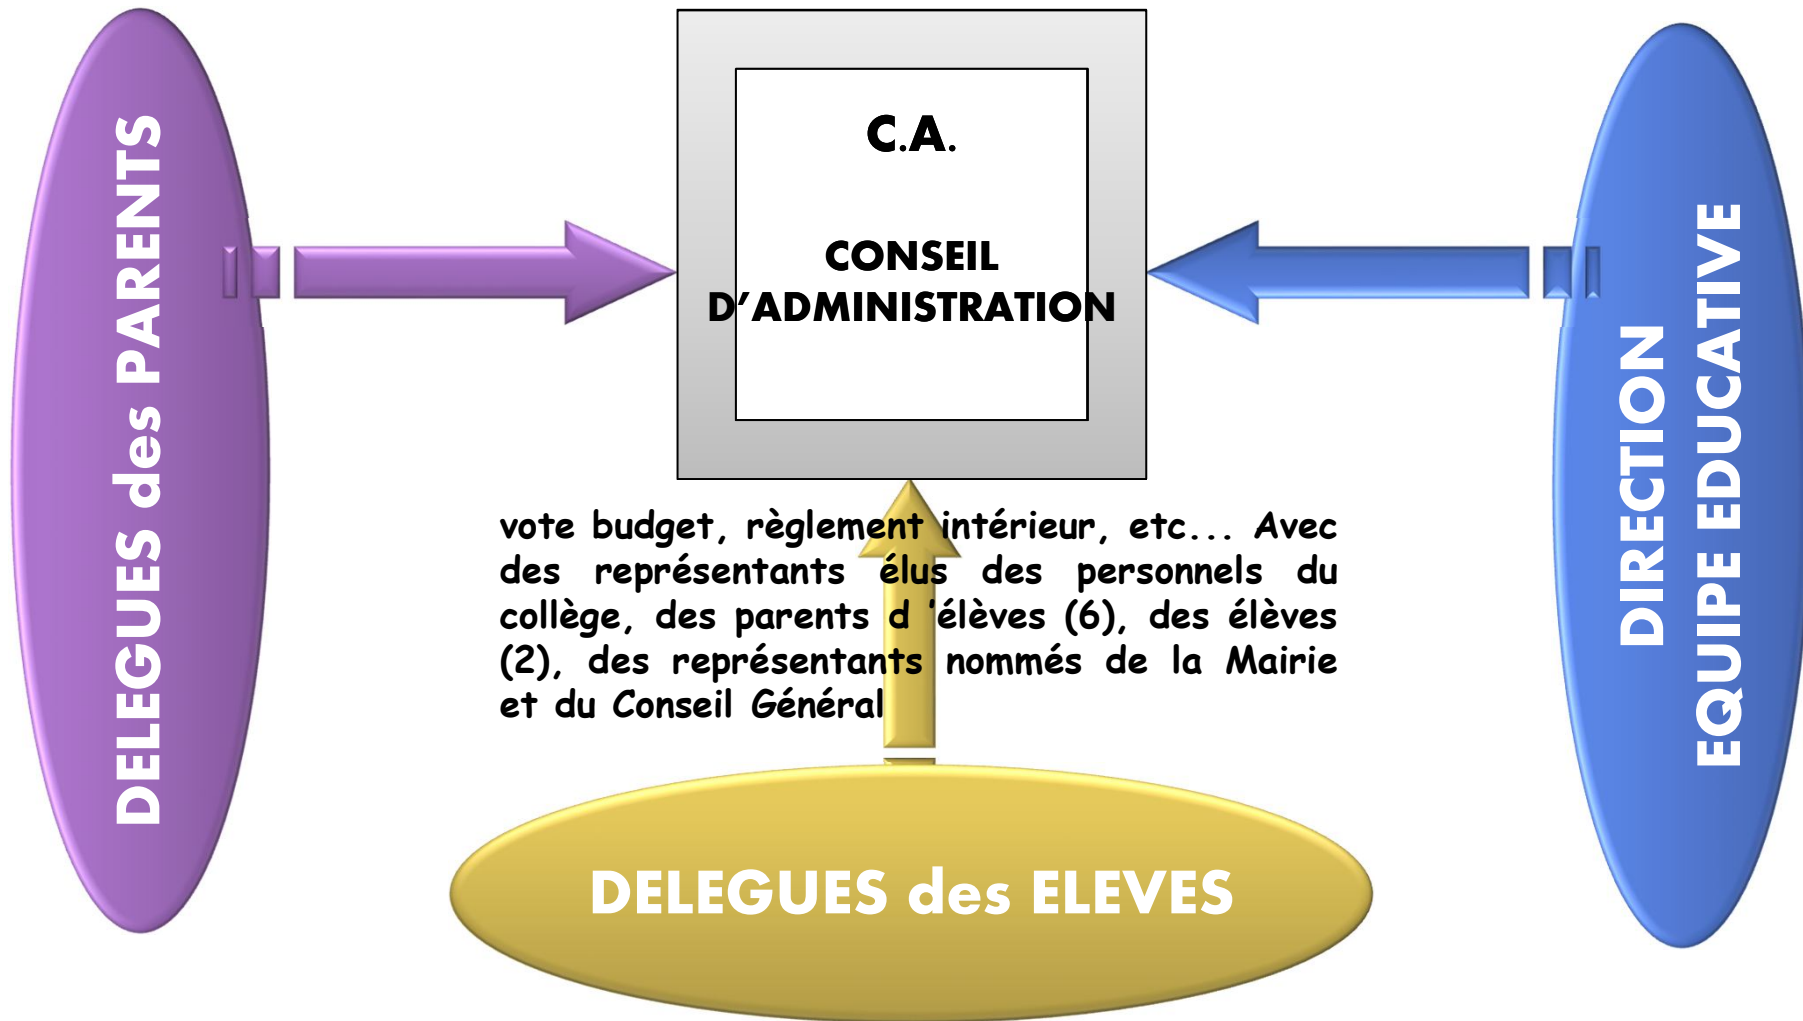 DELEGUES des PARENTS
C.A.
CONSEIL
D’ADMINISTRATION
DIRECTION
EQUIPE EDUCATIVE
vote budget, règlement intérieur, etc... Avec
des représentants élus des personnels du
collège, des parents d ’élèves (6), des élèves
(2), des représentants nommés de la Mairie
et du Conseil Général
DELEGUES des ELEVES